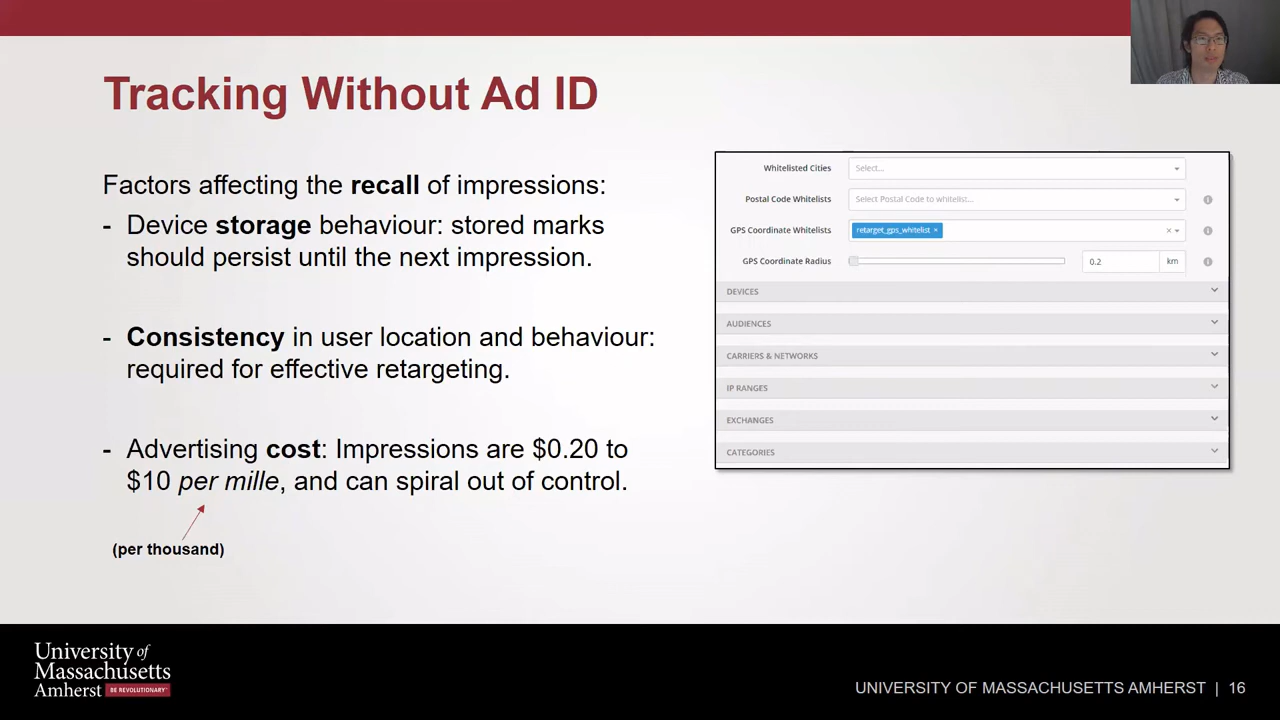 Tracking Without Ad ID
Factors affecting the recall of impressions:
- Device storage behaviour: stored marks
should persist until the next impression.
- Consistency in user location and behaviour:
required for effective retargeting.
- Advertising cost: Impressions are $0.20 to
$10 per mille, and can spiral out of control.
(per thousand)
Whitelisted Cities
Select...
Postal Code Whitelists
Select Postal Code to whitelist...
GPS Coordinate Whitelists
retarget_gps_whitelist ×
GPS Coordinate Radius
0.2
km
DEVICES
AUDIENCES
CARRIERS & NETWORKS
IP RANGES
EXCHANGES
CATEGORIES
University of
Massachusetts
Amherst BE REVOLUTIONARY™
UNIVERSITY OF MASSACHUSETTS AMHERST | 16